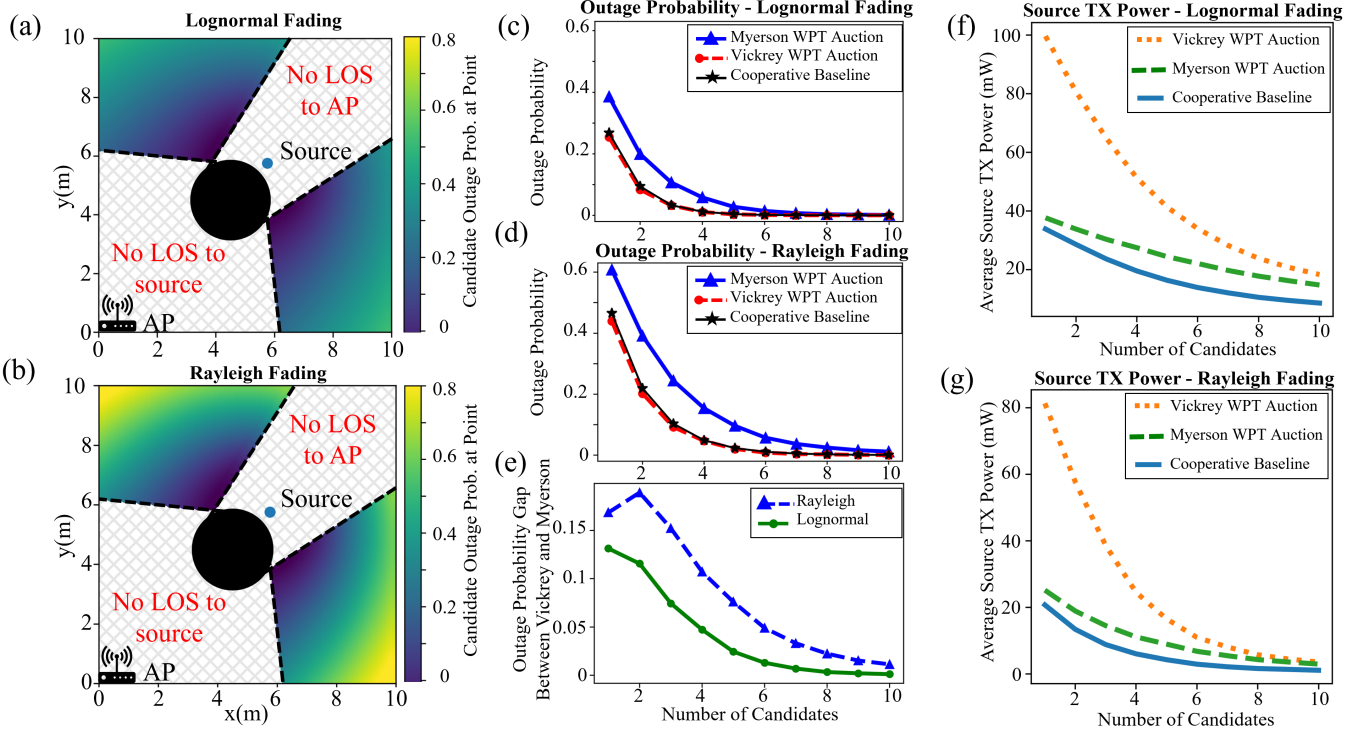 (a)
Lognormal Fading
10
8
6
4
2
0
y(m)
No LOS
to AP
Source
No LOS to
source
AP
0 2 4 6 8 10
0.8
0.6
0.4
0.2
0
Candidate Outage Prob. at Point
(b)
Rayleigh Fading
10
8
6
4
2
0
y(m)
No LOS
to AP
Source
No LOS to
source
AP
0 2 4 6 8 10
x(m)
0.8
0.6
0.4
0.2
0
Candidate Outage Prob. at Point
(c)
Outage Probability - Lognormal Fading
Myerson WPT Auction
Vickrey WPT Auction
Cooperative Baseline
0.6
0.4
0.2
0
Outage Probability
2 4 6 8 10
(d)
Outage Probability - Rayleigh Fading
Myerson WPT Auction
Vickrey WPT Auction
Cooperative Baseline
0.6
0.4
0.2
0
Outage Probability
2 4 6 8 10
(e)
Rayleigh
Lognormal
0.15
0.1
0.05
0
Outage Probability Gap
Between Vickrey and Myerson
2 4 6 8 10
Number of Candidates
(f)
Source TX Power - Lognormal Fading
Vickrey WPT Auction
Myerson WPT Auction
Cooperative Baseline
100
80
60
40
20
Average Source TX Power (mW)
2 4 6 8 10
Number of Candidates
(g)
Source TX Power - Rayleigh Fading
Vickrey WPT Auction
Myerson WPT Auction
Cooperative Baseline
80
60
40
20
0
Average Source TX Power (mW)
2 4 6 8 10
Number of Candidates